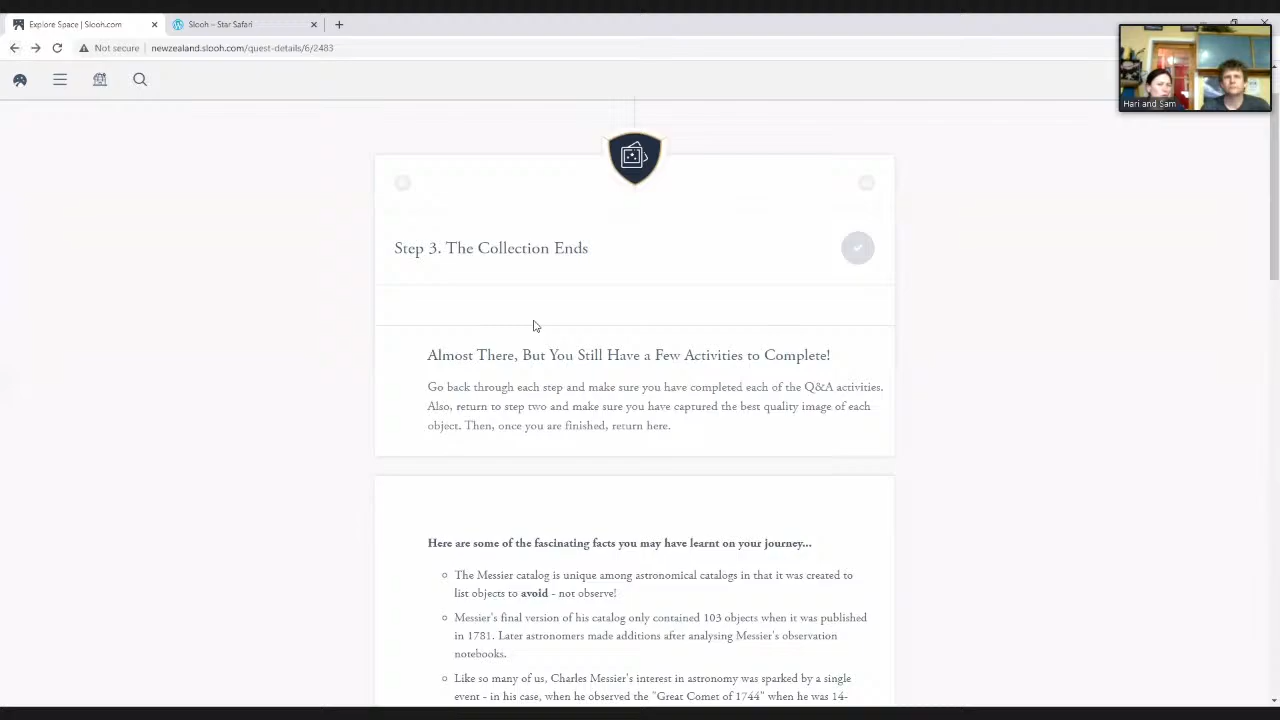 Explore Space | Slooh.com
Slooh – Star Safari
Not secure
newzealand.slooh.com/quest-details/6/2483
Hari and Sam
Step 3. The Collection Ends
Almost There, But You Still Have a Few Activities to Complete!
Go back through each step and make sure you have completed each of the Q&A activities.
Also, return to step two and make sure you have captured the best quality image of each
object. Then, once you are finished, return here.
Here are some of the fascinating facts you may have learnt on your journey...
The Messier catalog is unique among astronomical catalogs in that it was created to
list objects to avoid - not observe!
Messier's final version of his catalog only contained 103 objects when it was published
in 1781. Later astronomers made additions after analysing Messier's observation
notebooks.
Like so many of us, Charles Messier's interest in astronomy was sparked by a single
event - in his case, when he observed the "Great Comet of 1744" when he was 14-